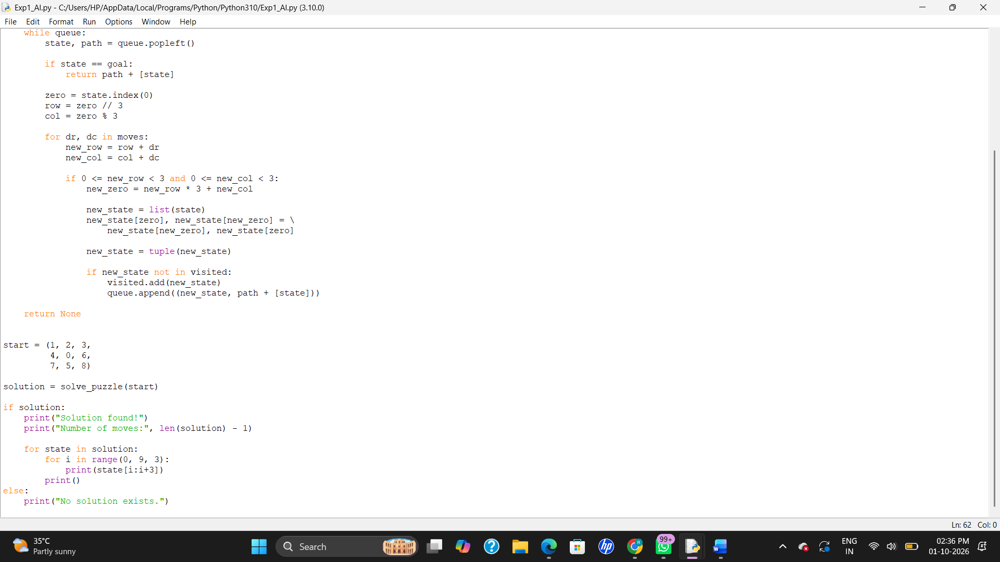 Exp1_AI.py - C:/Users/HP/AppData/Local/Programs/Python/Python310/Exp1_AI.py (3.10.0)
File Edit Format Run Options Window Help
    while queue:
        state, path = queue.popleft()

        if state == goal:
            return path + [state]

        zero = state.index(0)
        row = zero // 3
        col = zero % 3

        for dr, dc in moves:
            new_row = row + dr
            new_col = col + dc

            if 0 <= new_row < 3 and 0 <= new_col < 3:
                new_zero = new_row * 3 + new_col

                new_state = list(state)
                new_state[zero], new_state[new_zero] = \
                    new_state[new_zero], new_state[zero]

                new_state = tuple(new_state)

                if new_state not in visited:
                    visited.add(new_state)
                    queue.append((new_state, path + [state]))

    return None

start = (1, 2, 3,
         4, 0, 6,
         7, 5, 8)

solution = solve_puzzle(start)

if solution:
    print("Solution found!")
    print("Number of moves:", len(solution) - 1)

    for state in solution:
        for i in range(0, 9, 3):
            print(state[i:i+3])
        print()
else:
    print("No solution exists.")
Ln: 62 Col: 0
35°C
Partly sunny
Search
hp
R
99+
W
ENG
IN
02:36 PM
01-10-2026